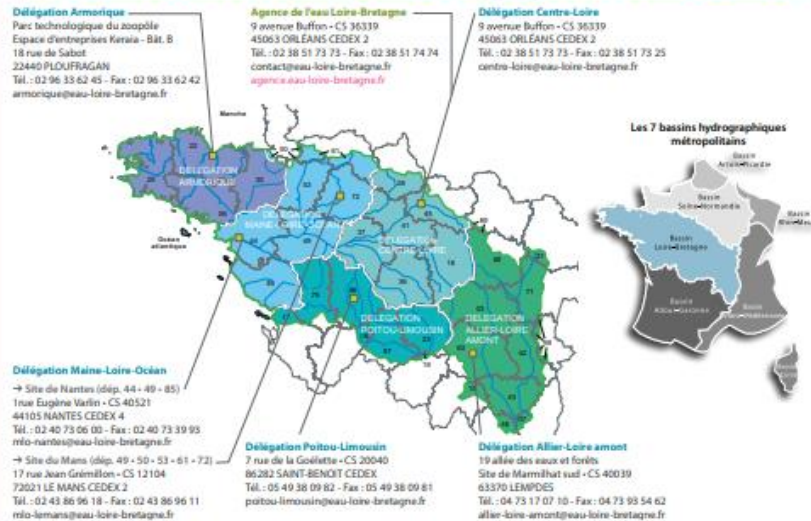 Délégation Armorique
Parc technologique du zoopôle
Espace d'entreprises Keraia - Bât. B
18 rue de Sabot
22440 PLOUFRAGAN
Tél. : 02 96 33 62 45 - Fax : 02 96 33 62 42
armorique@eau-loire-bretagne.fr
Agence de l'eau Loire-Bretagne
9 avenue Buffon • CS 36339
45063 ORLÉANS CEDEX 2
Tél. : 02 38 51 73 73 - Fax : 02 38 51 74 74
contact@eau-loire-bretagne.fr
agence.eau-loire-bretagne.fr
Délégation Centre-Loire
9 avenue Buffon • CS 36339
45063 ORLÉANS CEDEX 2
Tél. : 02 38 51 73 73 - Fax : 02 38 51 73 25
centre-loire@eau-loire-bretagne.fr
Manche
Océan
atlantique
DÉLÉGATION
ARMORIQUE
DÉLÉGATION
MAINE-LOIRE-OCÉAN
DÉLÉGATION
CENTRE-LOIRE
DÉLÉGATION
POITOU-LIMOUSIN
DÉLÉGATION
ALLIER-LOIRE
AMONT
Les 7 bassins hydrographiques
métropolitains
Bassin
Artois-Picardie
Bassin
Seine-Normandie
Bassin
Rhin-Meu
Bassin
Loire-Bretagne
Bassin
Adour-Garonne
Bassin
Délégation Maine-Loire-Océan
→ Site de Nantes (dép. 44 • 49 • 85)
1 rue Eugène Varlin • CS 40521
44105 NANTES CEDEX 4
Tél. : 02 40 73 06 00 - Fax : 02 40 73 39 93
mlo-nantes@eau-loire-bretagne.fr
→ Site du Mans (dép. 49 • 50 • 53 • 61 • 72)
17 rue Jean Grémillon • CS 12104
72021 LE MANS CEDEX 2
Tél. : 02 43 86 96 18 - Fax : 02 43 86 96 11
mlo-lemans@eau-loire-bretagne.fr
Délégation Poitou-Limousin
7 rue de la Goélette • CS 20040
86282 SAINT-BENOIT CEDEX
Tél. : 05 49 38 09 82 - Fax : 05 49 38 09 81
poitou-limousin@eau-loire-bretagne.fr
Délégation Allier-Loire amont
19 allée des eaux et forêts
Site de Marmilhat sud • CS 40039
63370 LEMPDES
Tél. : 04 73 17 07 10 - Fax : 04 73 93 54 62
allier-loire-amont@eau-loire-bretagne.fr